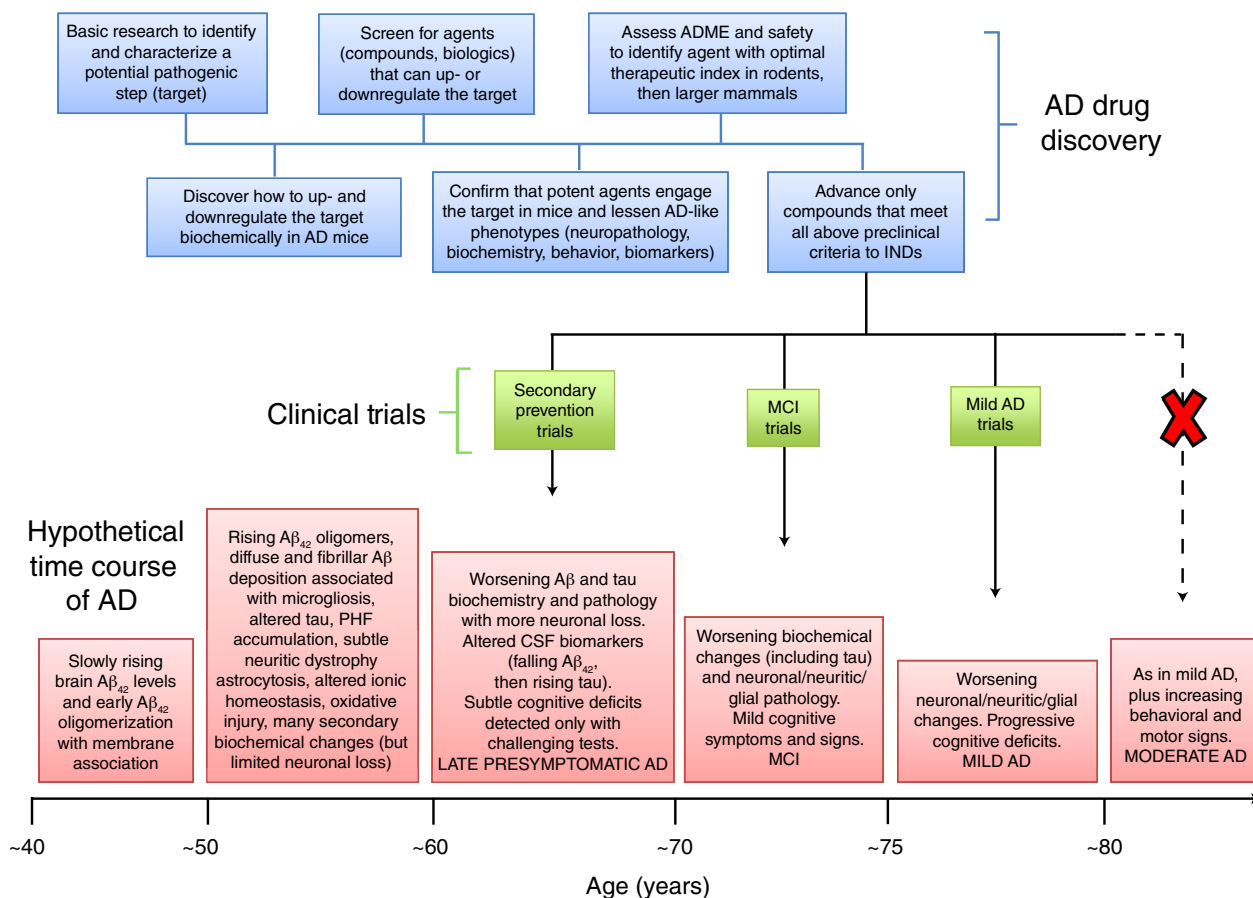 Basic research to identify
and characterize a
potential pathogenic
step (target)
Screen for agents
(compounds, biologics)
that can up- or
downregulate the target
Assess ADME and safety
to identify agent with optimal
therapeutic index in rodents,
then larger mammals
AD drug
discovery
Discover how to up- and
downregulate the target
biochemically in AD mice
Confirm that potent agents engage
the target in mice and lessen AD-like
phenotypes (neuropathology,
biochemistry, behavior, biomarkers)
Advance only
compounds that meet
all above preclinical
criteria to INDs
Clinical trials
Secondary
prevention
trials
MCI
trials
Mild AD
trials
Hypothetical
time course
of AD
Slowly rising
brain Aβ₄₂ levels
and early Aβ₄₂
oligomerization
with membrane
association
Rising Aβ₄₂ oligomers,
diffuse and fibrillar Aβ
deposition associated
with microgliosis,
altered tau, PHF
accumulation, subtle
neuritic dystrophy
astrocytosis, altered ionic
homeostasis, oxidative
injury, many secondary
biochemical changes (but
limited neuronal loss)
Worsening Aβ and tau
biochemistry and pathology
with more neuronal loss.
Altered CSF biomarkers
(falling Aβ₄₂,
then rising tau).
Subtle cognitive deficits
detected only with
challenging tests.
LATE PRESYMPTOMATIC AD
Worsening biochemical
changes (including tau)
and neuronal/neuritic/
glial pathology.
Mild cognitive
symptoms and signs.
MCI
Worsening
neuronal/neuritic/glial
changes. Progressive
cognitive deficits.
MILD AD
As in mild AD,
plus increasing
behavioral and
motor signs.
MODERATE AD
~40
~50
~60
~70
~75
~80
Age (years)